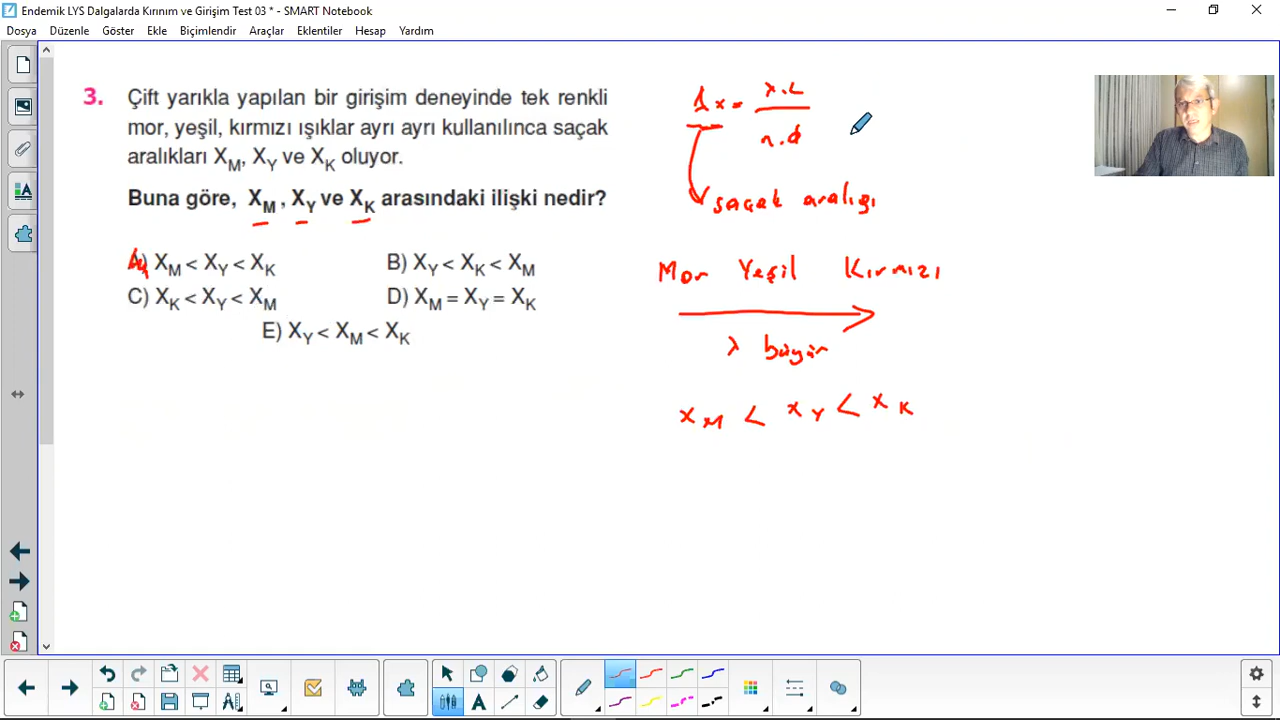 Endemik LYS Dalgalarda Kırınım ve Girişim Test 03 * - SMART Notebook
Dosya Düzenle Göster Ekle Biçimlendiri Araçlar Eklentiler Hesap Yardım
3. Çift yarıkla yapılan bir girişim deneyinde tek renkli
mor, yeşil, kırmızı ışıklar ayrı ayrı kullanılınca saçak
aralıkları X_M, X_Y ve X_K oluyor.
Buna göre, X_M , X_Y ve X_K arasındaki ilişki nedir?
A) X_M < X_Y < X_K
B) X_Y < X_K < X_M
C) X_K < X_Y < X_M
D) X_M = X_Y = X_K
E) X_Y < X_M < X_K
Δx = λ.L / n.d
saçak aralığı
Mor Yeşil Kırmızı
λ büyür
x_M < x_Y < x_K
A
A